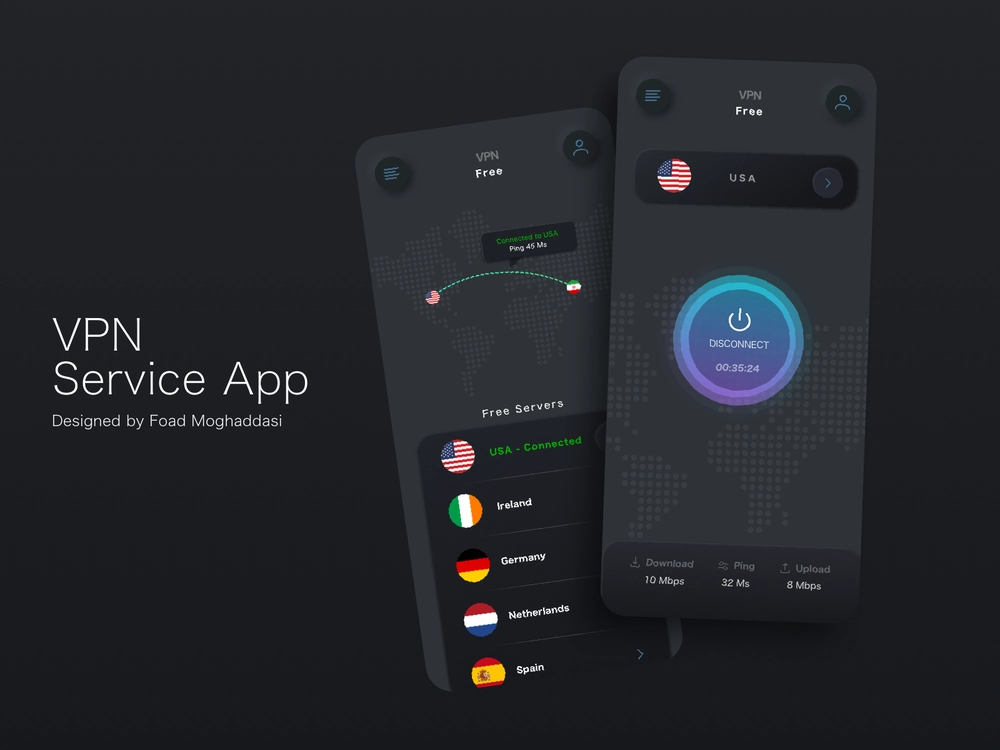 VPN
Service App
Designed by Foad Moghaddasi
VPN
Free
Connected to USA
Ping 45 Ms
Free Servers
USA - Connected
Ireland
Germany
Netherlands
Spain
VPN
Free
USA
DISCONNECT
00:35:24
Download Ping Upload
10 Mbps 32 Ms 8 Mbps